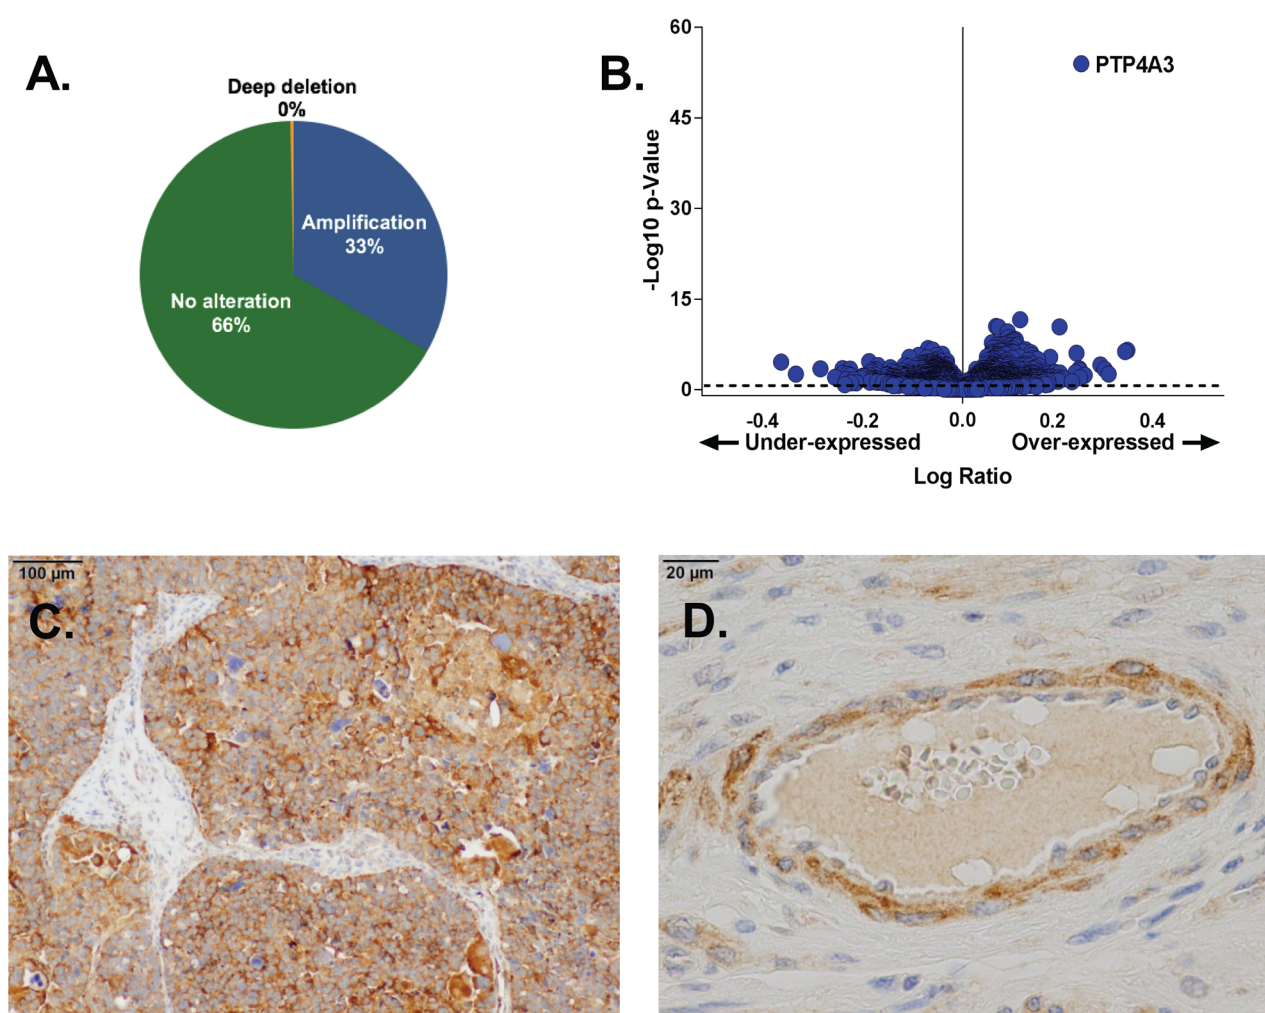 A.
Deep deletion
0%
Amplification
33%
No alteration
66%
B.
60
45
30
15
0
-Log10 p-Value
PTP4A3
-0.4
-0.2
0.0
0.2
0.4
Under-expressed
Over-expressed
Log Ratio
100 µm
C.
20 µm
D.